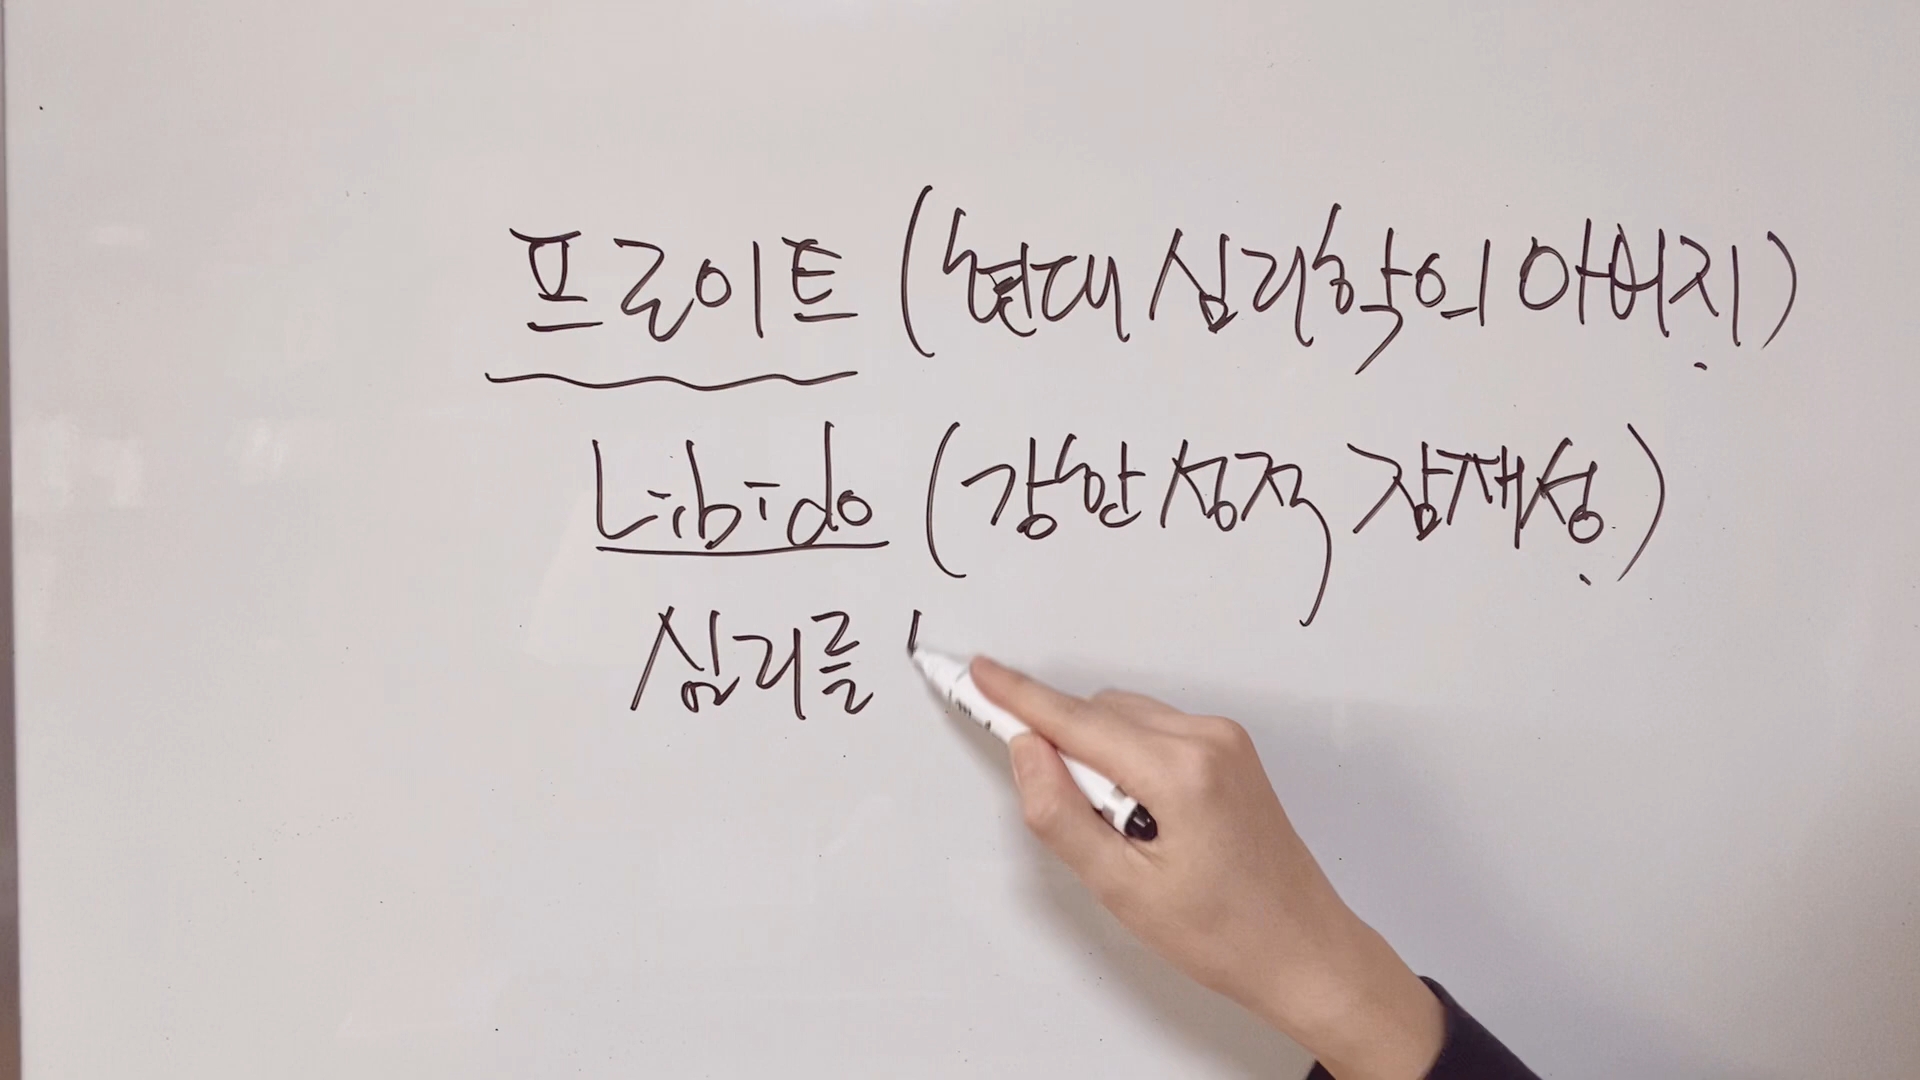 프로이트 (현대 심리학의 아버지)
Libido (강한 성적 잠재성)
심리를